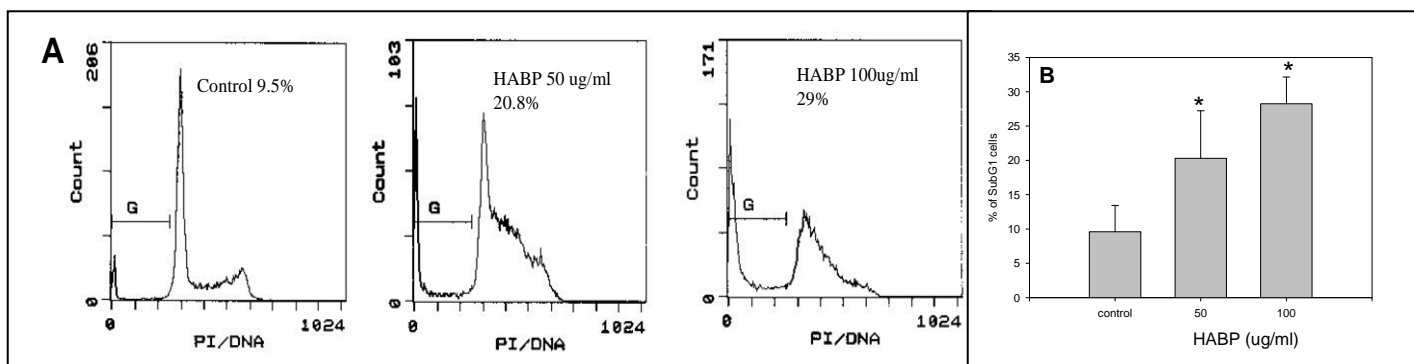 A
206
Count
0
Control 9.5%
G
0 1024
PI/DNA
103
Count
0
HABP 50 ug/ml
20.8%
G
0 1024
PI/DNA
171
Count
0
HABP 100ug/ml
29%
G
0 1024
PI/DNA
B
% of SubG1 cells
35
30
25
20
15
10
5
0
*
*
control 50 100
HABP (ug/ml)